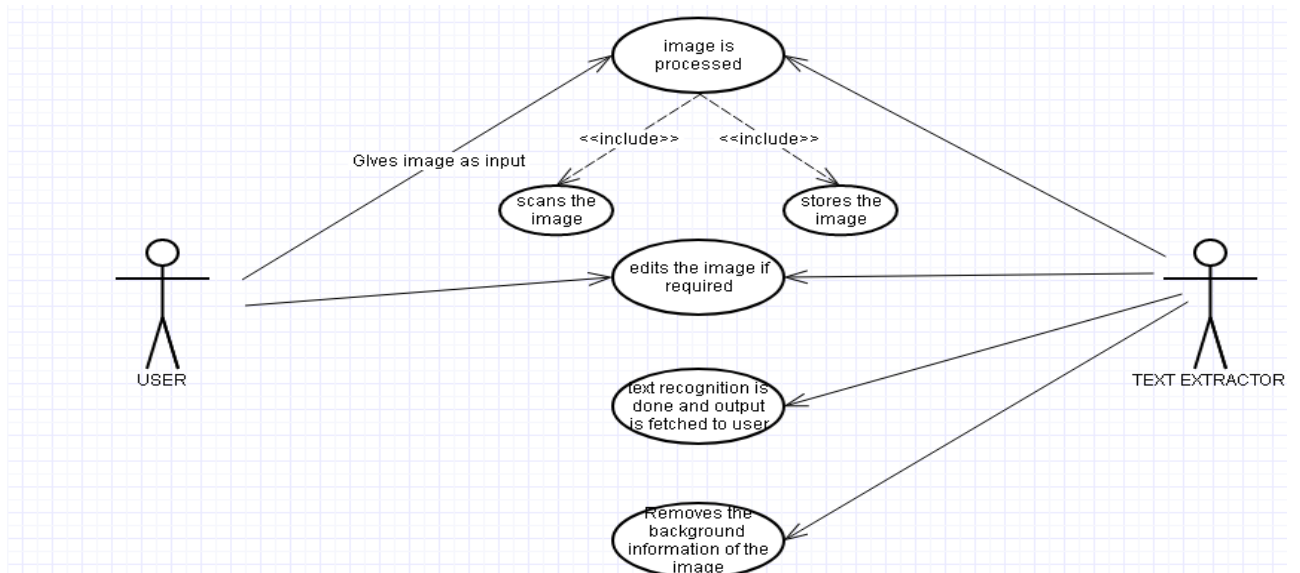 image is
processed
<<include>>
<<include>>
GIves image as input
scans the
image
stores the
image
edits the image if
required
USER
TEXT EXTRACTOR
text recognition is
done and output
is fetched to user
Removes the
background
information of the
image